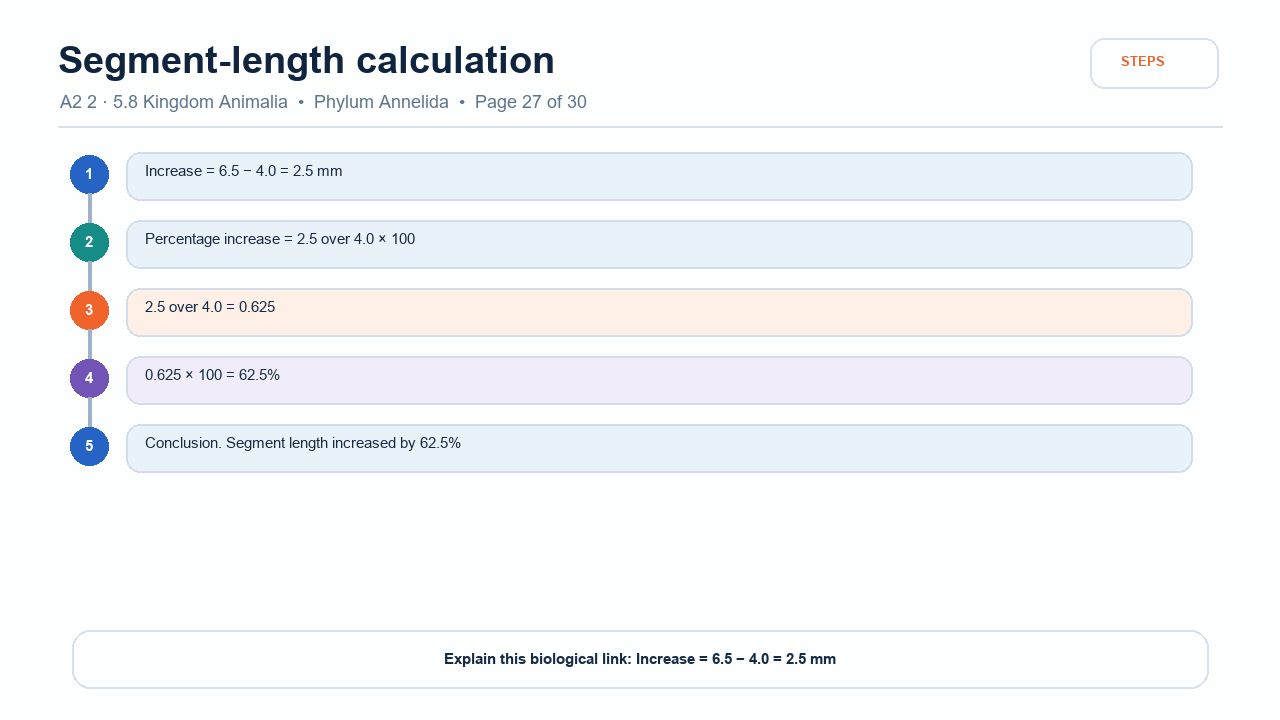 Segment-length calculation
STEPS
A2 2 · 5.8 Kingdom Animalia • Phylum Annelida • Page 27 of 30
1
Increase = 6.5 − 4.0 = 2.5 mm
2
Percentage increase = 2.5 over 4.0 × 100
3
2.5 over 4.0 = 0.625
4
0.625 × 100 = 62.5%
5
Conclusion. Segment length increased by 62.5%
Explain this biological link: Increase = 6.5 − 4.0 = 2.5 mm